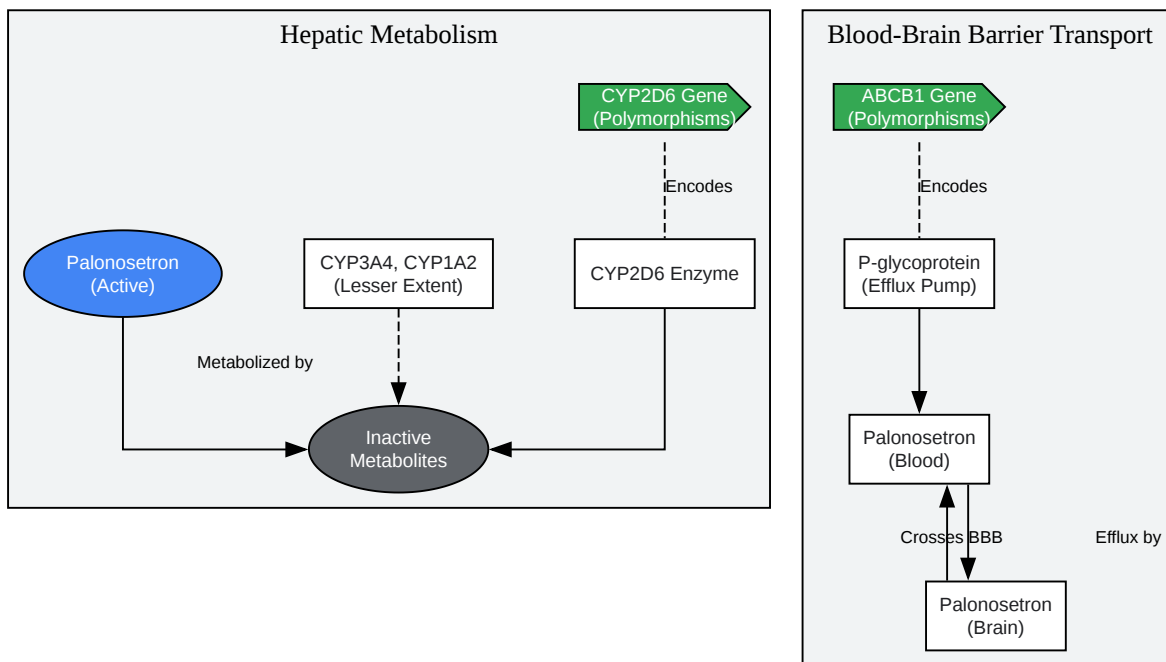 Hepatic Metabolism
CYP2D6 Gene
(Polymorphisms)
Encodes
Palonosetron
(Active)
CYP3A4, CYP1A2
(Lesser Extent)
CYP2D6 Enzyme
Metabolized by
Inactive
Metabolites
Blood-Brain Barrier Transport
ABCB1 Gene
(Polymorphisms)
Encodes
P-glycoprotein
(Efflux Pump)
Palonosetron
(Blood)
Crosses BBB
Efflux by
Palonosetron
(Brain)